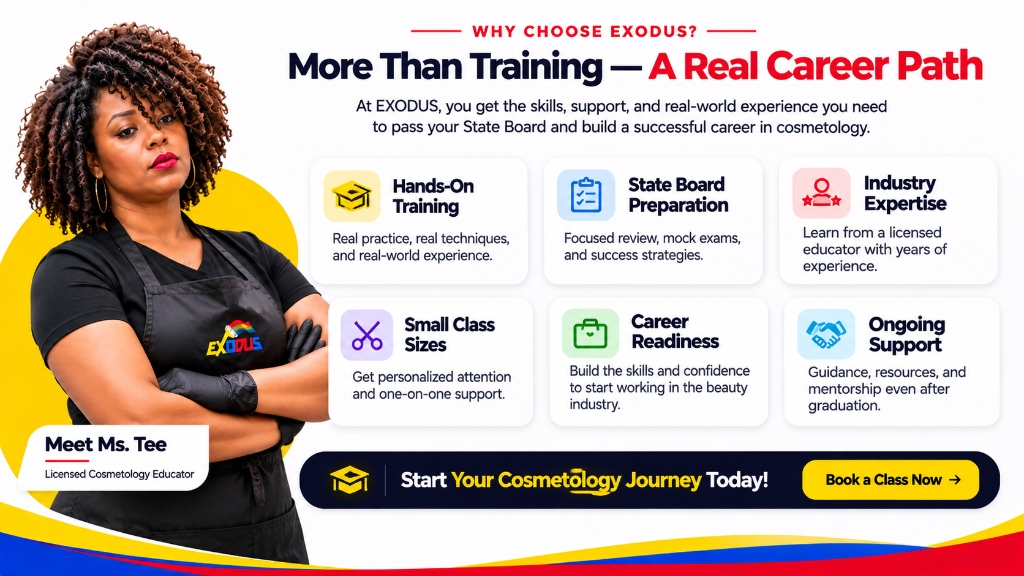 WHY CHOOSE EXODUS?
More Than Training — A Real Career Path
At EXODUS, you get the skills, support, and real-world experience you need
to pass your State Board and build a successful career in cosmetology.
Hands-On
Training
Real practice, real techniques,
and real-world experience.
State Board
Preparation
Focused review, mock exams,
and success strategies.
Industry
Expertise
Learn from a licensed
educator with years of
experience.
Small Class
Sizes
Get personalized attention
and one-on-one support.
Career
Readiness
Build the skills and confidence
to start working in the beauty
industry.
Ongoing
Support
Guidance, resources, and
mentorship even after
graduation.
EXODUS
Meet Ms. Tee
Licensed Cosmetology Educator
Start Your Cosmetology Journey Today!
Book a Class Now →